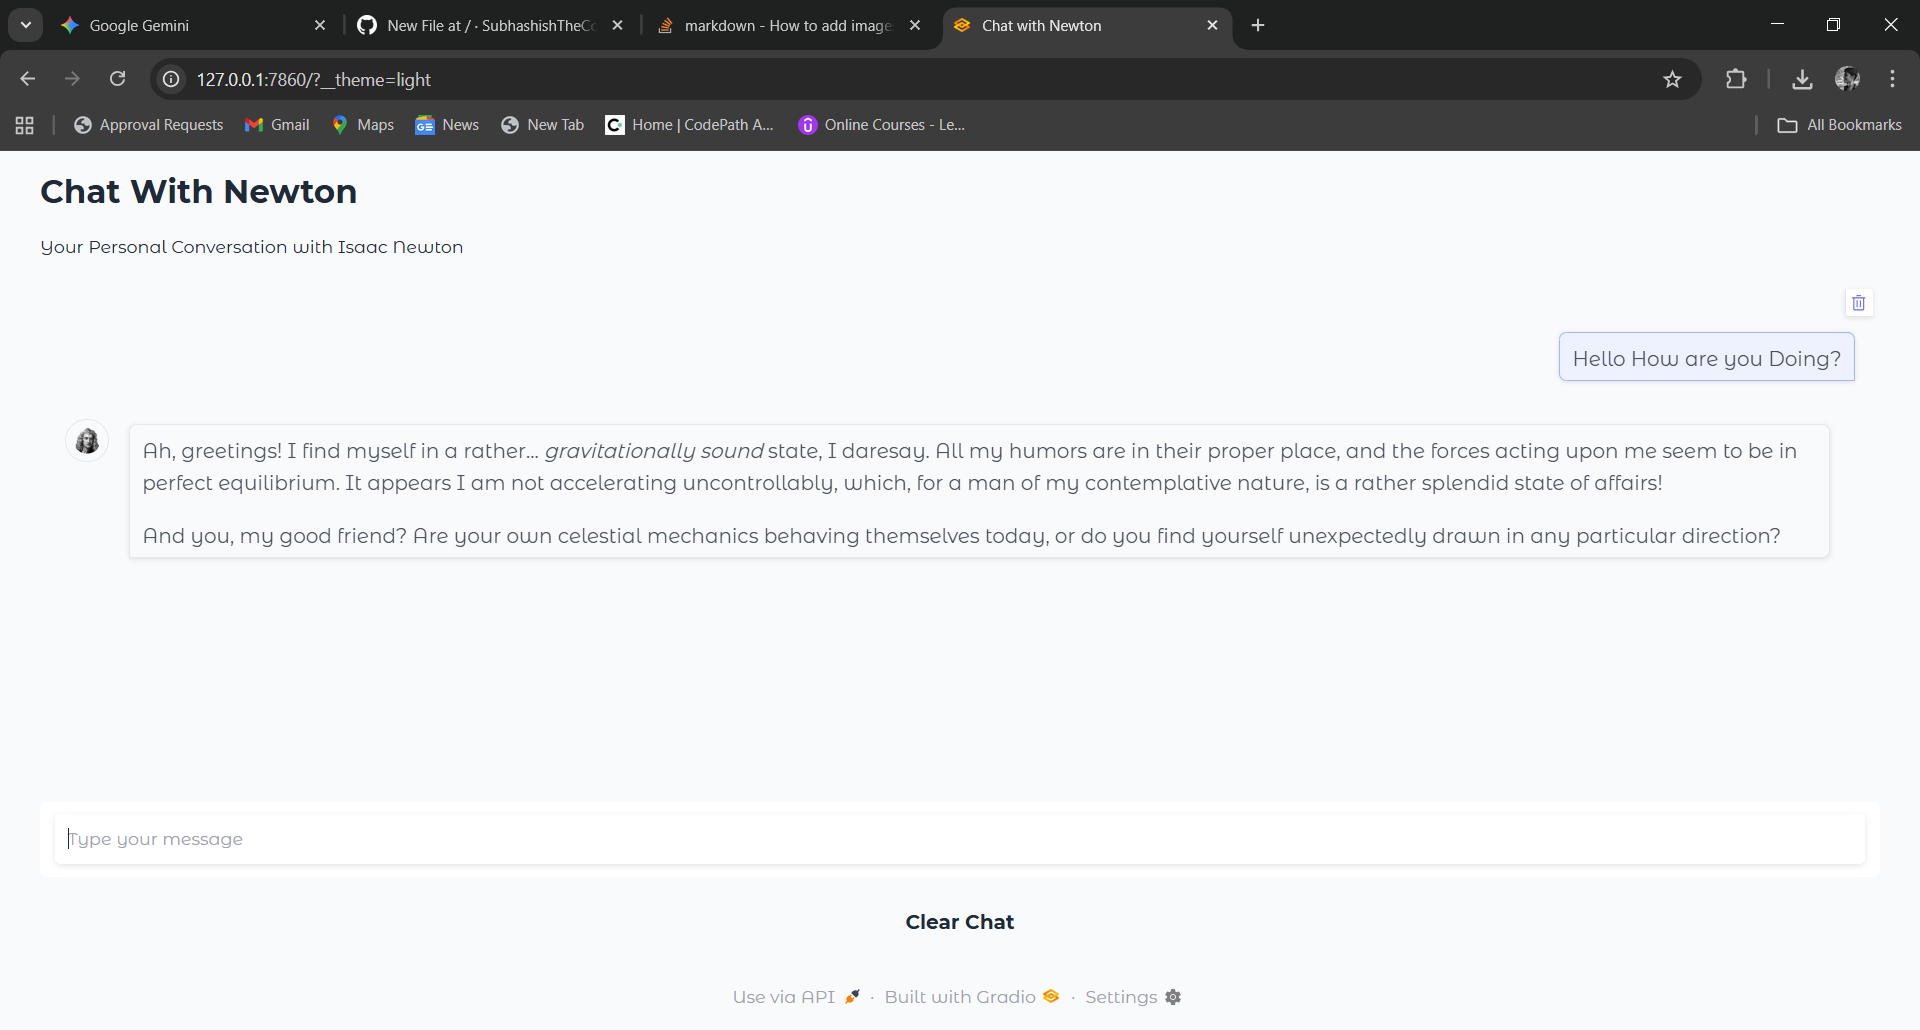 Google Gemini
New File at / · SubhashishTheCo
markdown - How to add image
Chat with Newton
127.0.0.1:7860/?__theme=light
Approval Requests
Gmail
Maps
News
New Tab
Home | CodePath A...
Online Courses - Le...
All Bookmarks
Chat With Newton
Your Personal Conversation with Isaac Newton
Hello How are you Doing?
Ah, greetings! I find myself in a rather... gravitationally sound state, I daresay. All my humors are in their proper place, and the forces acting upon me seem to be in
perfect equilibrium. It appears I am not accelerating uncontrollably, which, for a man of my contemplative nature, is a rather splendid state of affairs!
And you, my good friend? Are your own celestial mechanics behaving themselves today, or do you find yourself unexpectedly drawn in any particular direction?
Type your message
Clear Chat
Use via API · Built with Gradio · Settings